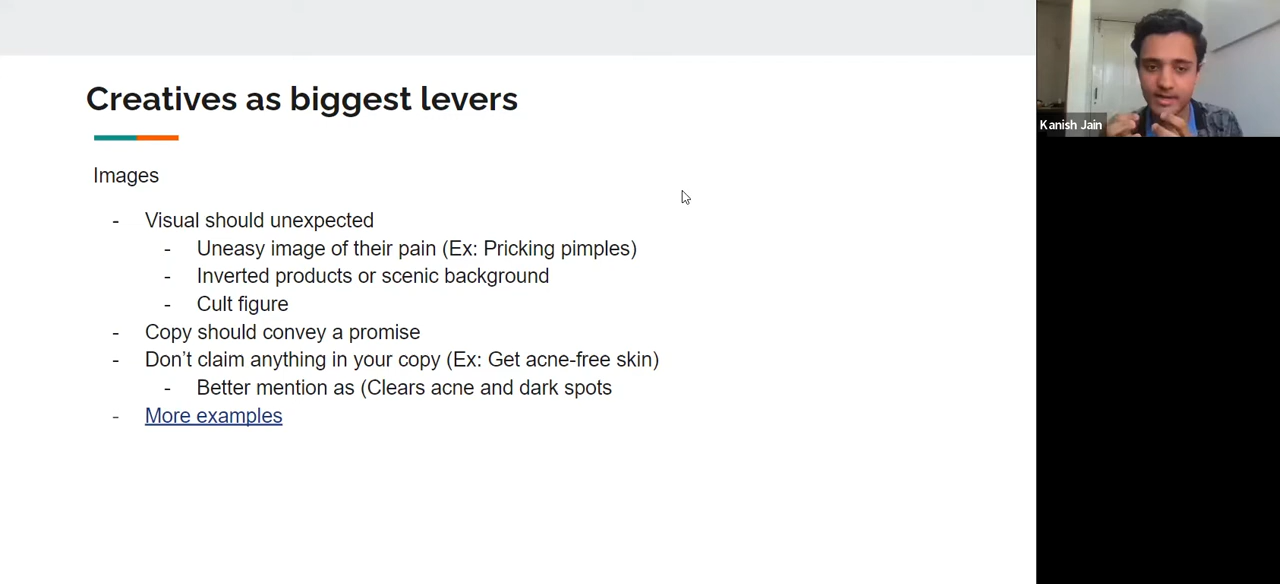 Creatives as biggest levers
Images
- Visual should unexpected
- Uneasy image of their pain (Ex: Pricking pimples)
- Inverted products or scenic background
- Cult figure
- Copy should convey a promise
- Don't claim anything in your copy (Ex: Get acne-free skin)
- Better mention as (Clears acne and dark spots
- More examples
Kanish Jain